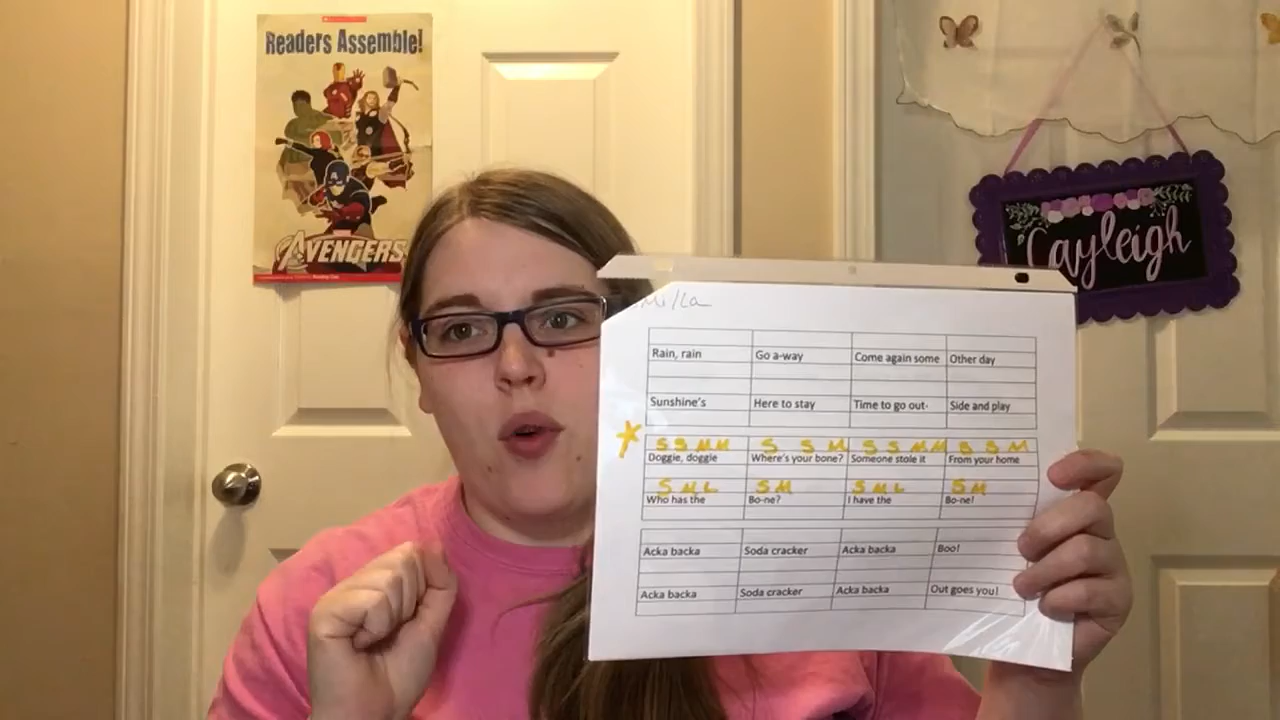 Readers Assemble!
AVENGERS
Cayleigh
Mi/La
Rain, rain Go a-way Come again some Other day
Sunshine's Here to stay Time to go out- Side and play
S S M M S S M S S M M S S M
Doggie, doggie Where's your bone? Someone stole it From your home
S M L S M S M L S M
Who has the Bo-ne? I have the Bo-ne!
Acka backa Soda cracker Acka backa Boo!
Acka backa Soda cracker Acka backa Out goes you!